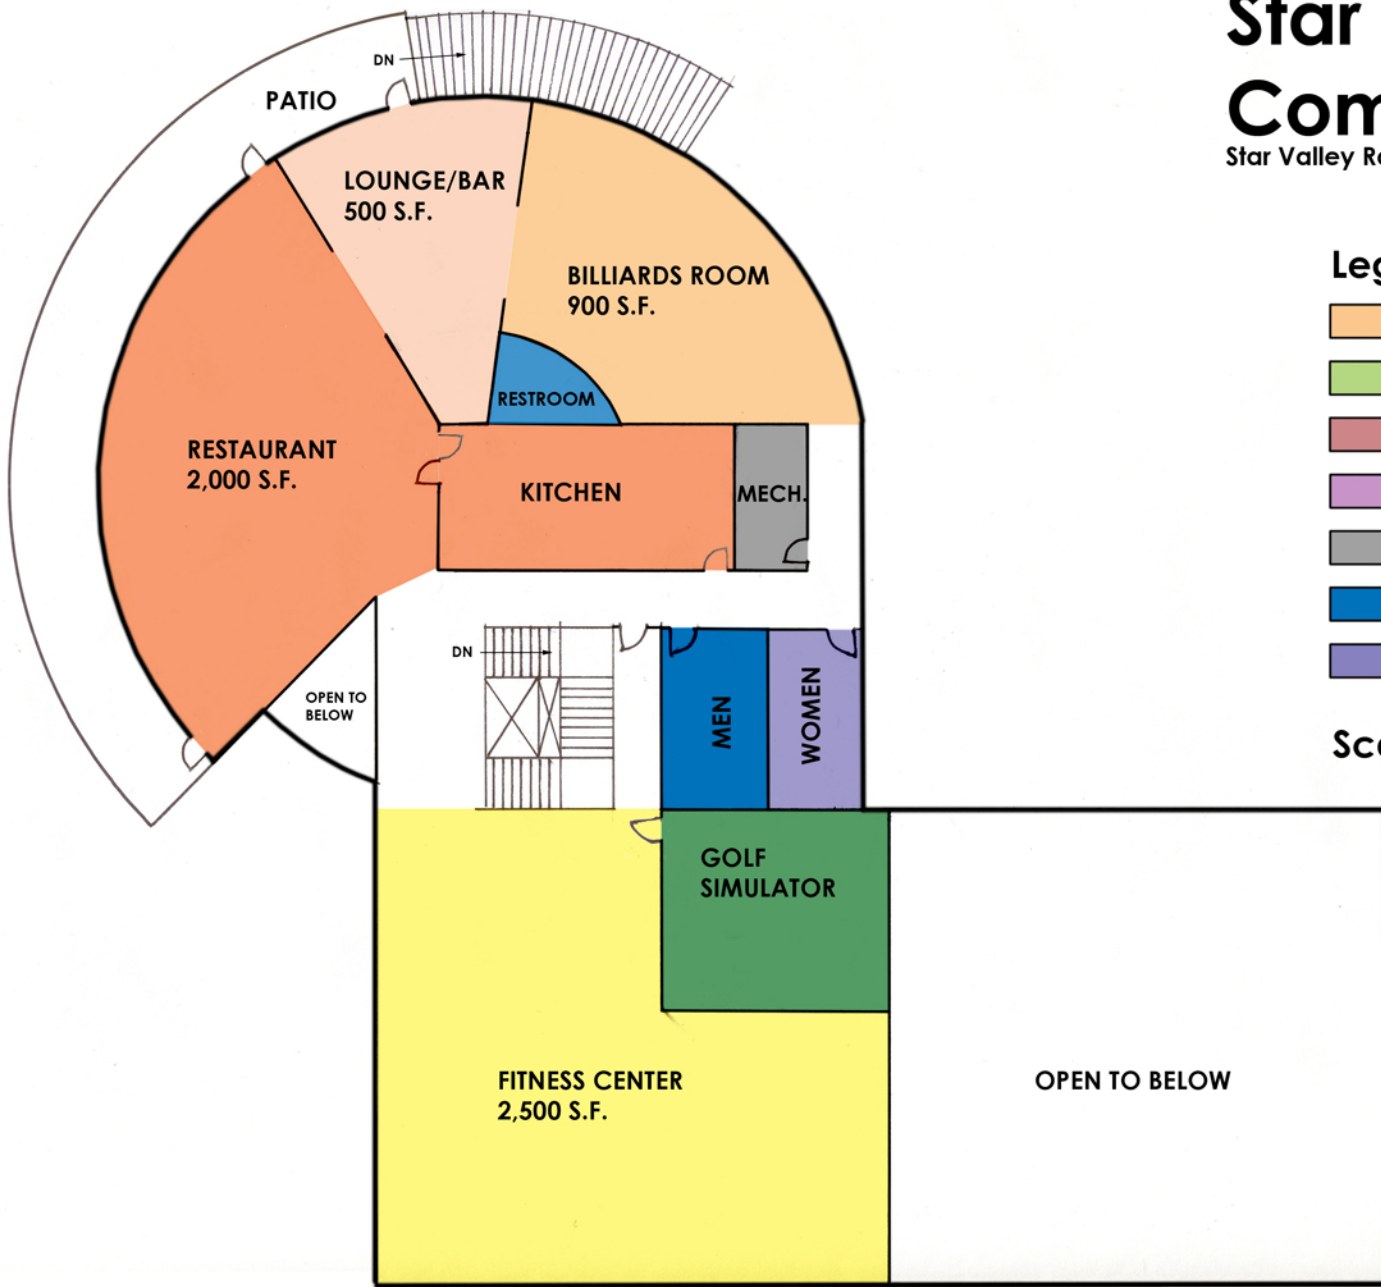 Star
Com
Star Valley R
DN
PATIO
LOUNGE/BAR
500 S.F.
BILLIARDS ROOM
900 S.F.
Leg
RESTROOM
RESTAURANT
2,000 S.F.
KITCHEN
MECH.
DN
OPEN TO
BELOW
MEN
WOMEN
Sc
GOLF
SIMULATOR
FITNESS CENTER
2,500 S.F.
OPEN TO BELOW